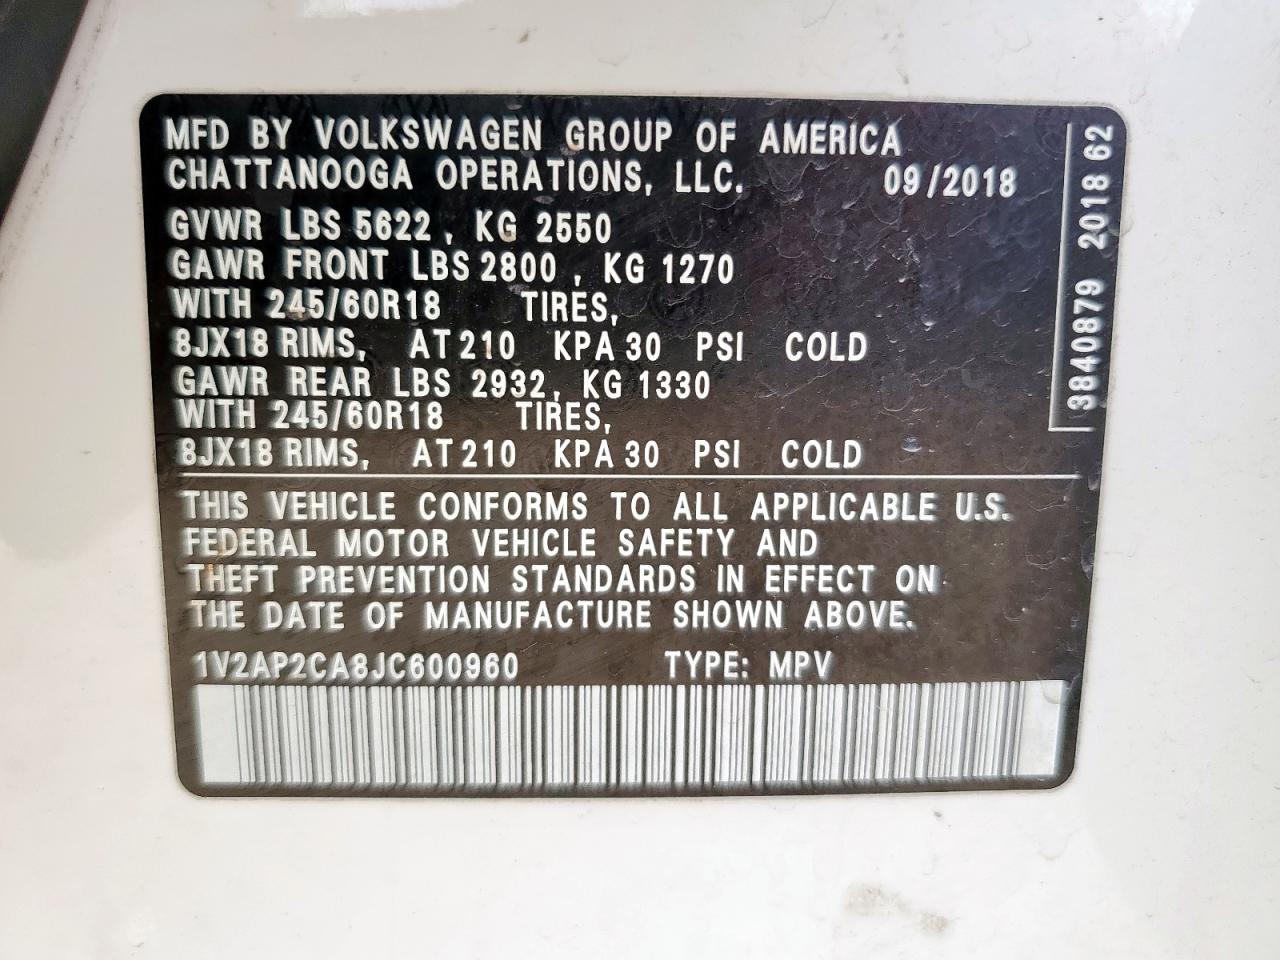 MFD BY VOLKSWAGEN GROUP OF AMERICA
CHATTANOOGA OPERATIONS, LLC. 09/2018
GVWR LBS 5622, KG 2550
GAWR FRONT LBS 2800, KG 1270
WITH 245/60R18 TIRES,
8JX18 RIMS, AT 210 KPA 30 PSI COLD
GAWR REAR LBS 2932, KG 1330
WITH 245/60R18 TIRES,
8JX18 RIMS, AT 210 KPA 30 PSI COLD
THIS VEHICLE CONFORMS TO ALL APPLICABLE U.S.
FEDERAL MOTOR VEHICLE SAFETY AND
THEFT PREVENTION STANDARDS IN EFFECT ON
THE DATE OF MANUFACTURE SHOWN ABOVE.
1V2AP2CA8JC600960 TYPE: MPV
3840879 2018 62